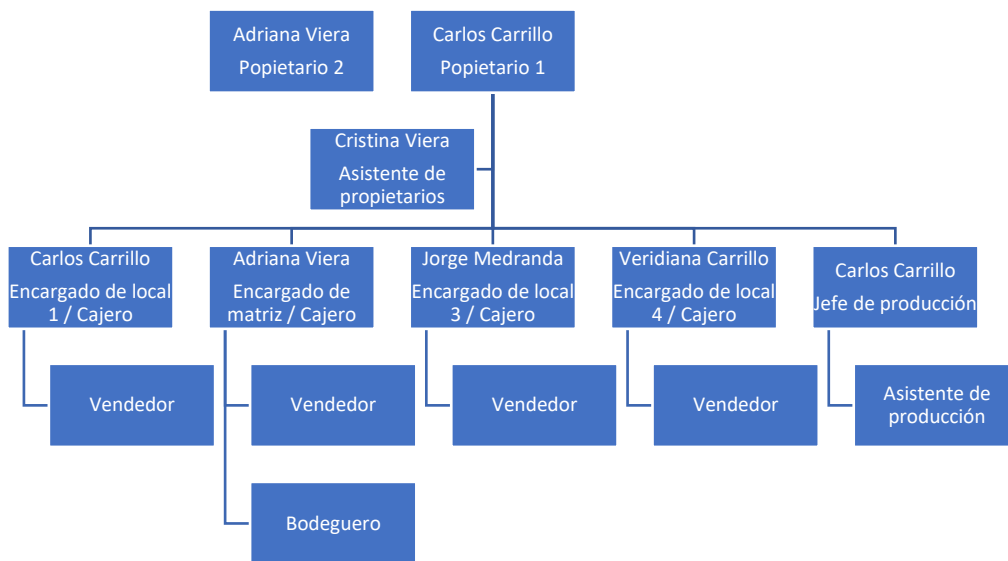 Adriana Viera
Popietario 2
Carlos Carrillo
Popietario 1
Cristina Viera
Asistente de
propietarios
Carlos Carrillo
Encargado de local
1 / Cajero
Adriana Viera
Encargado de
matriz / Cajero
Jorge Medranda
Encargado de local
3 / Cajero
Veridiana Carrillo
Encargado de local
4 / Cajero
Carlos Carrillo
Jefe de producción
Vendedor
Vendedor
Vendedor
Vendedor
Asistente de
producción
Bodeguero